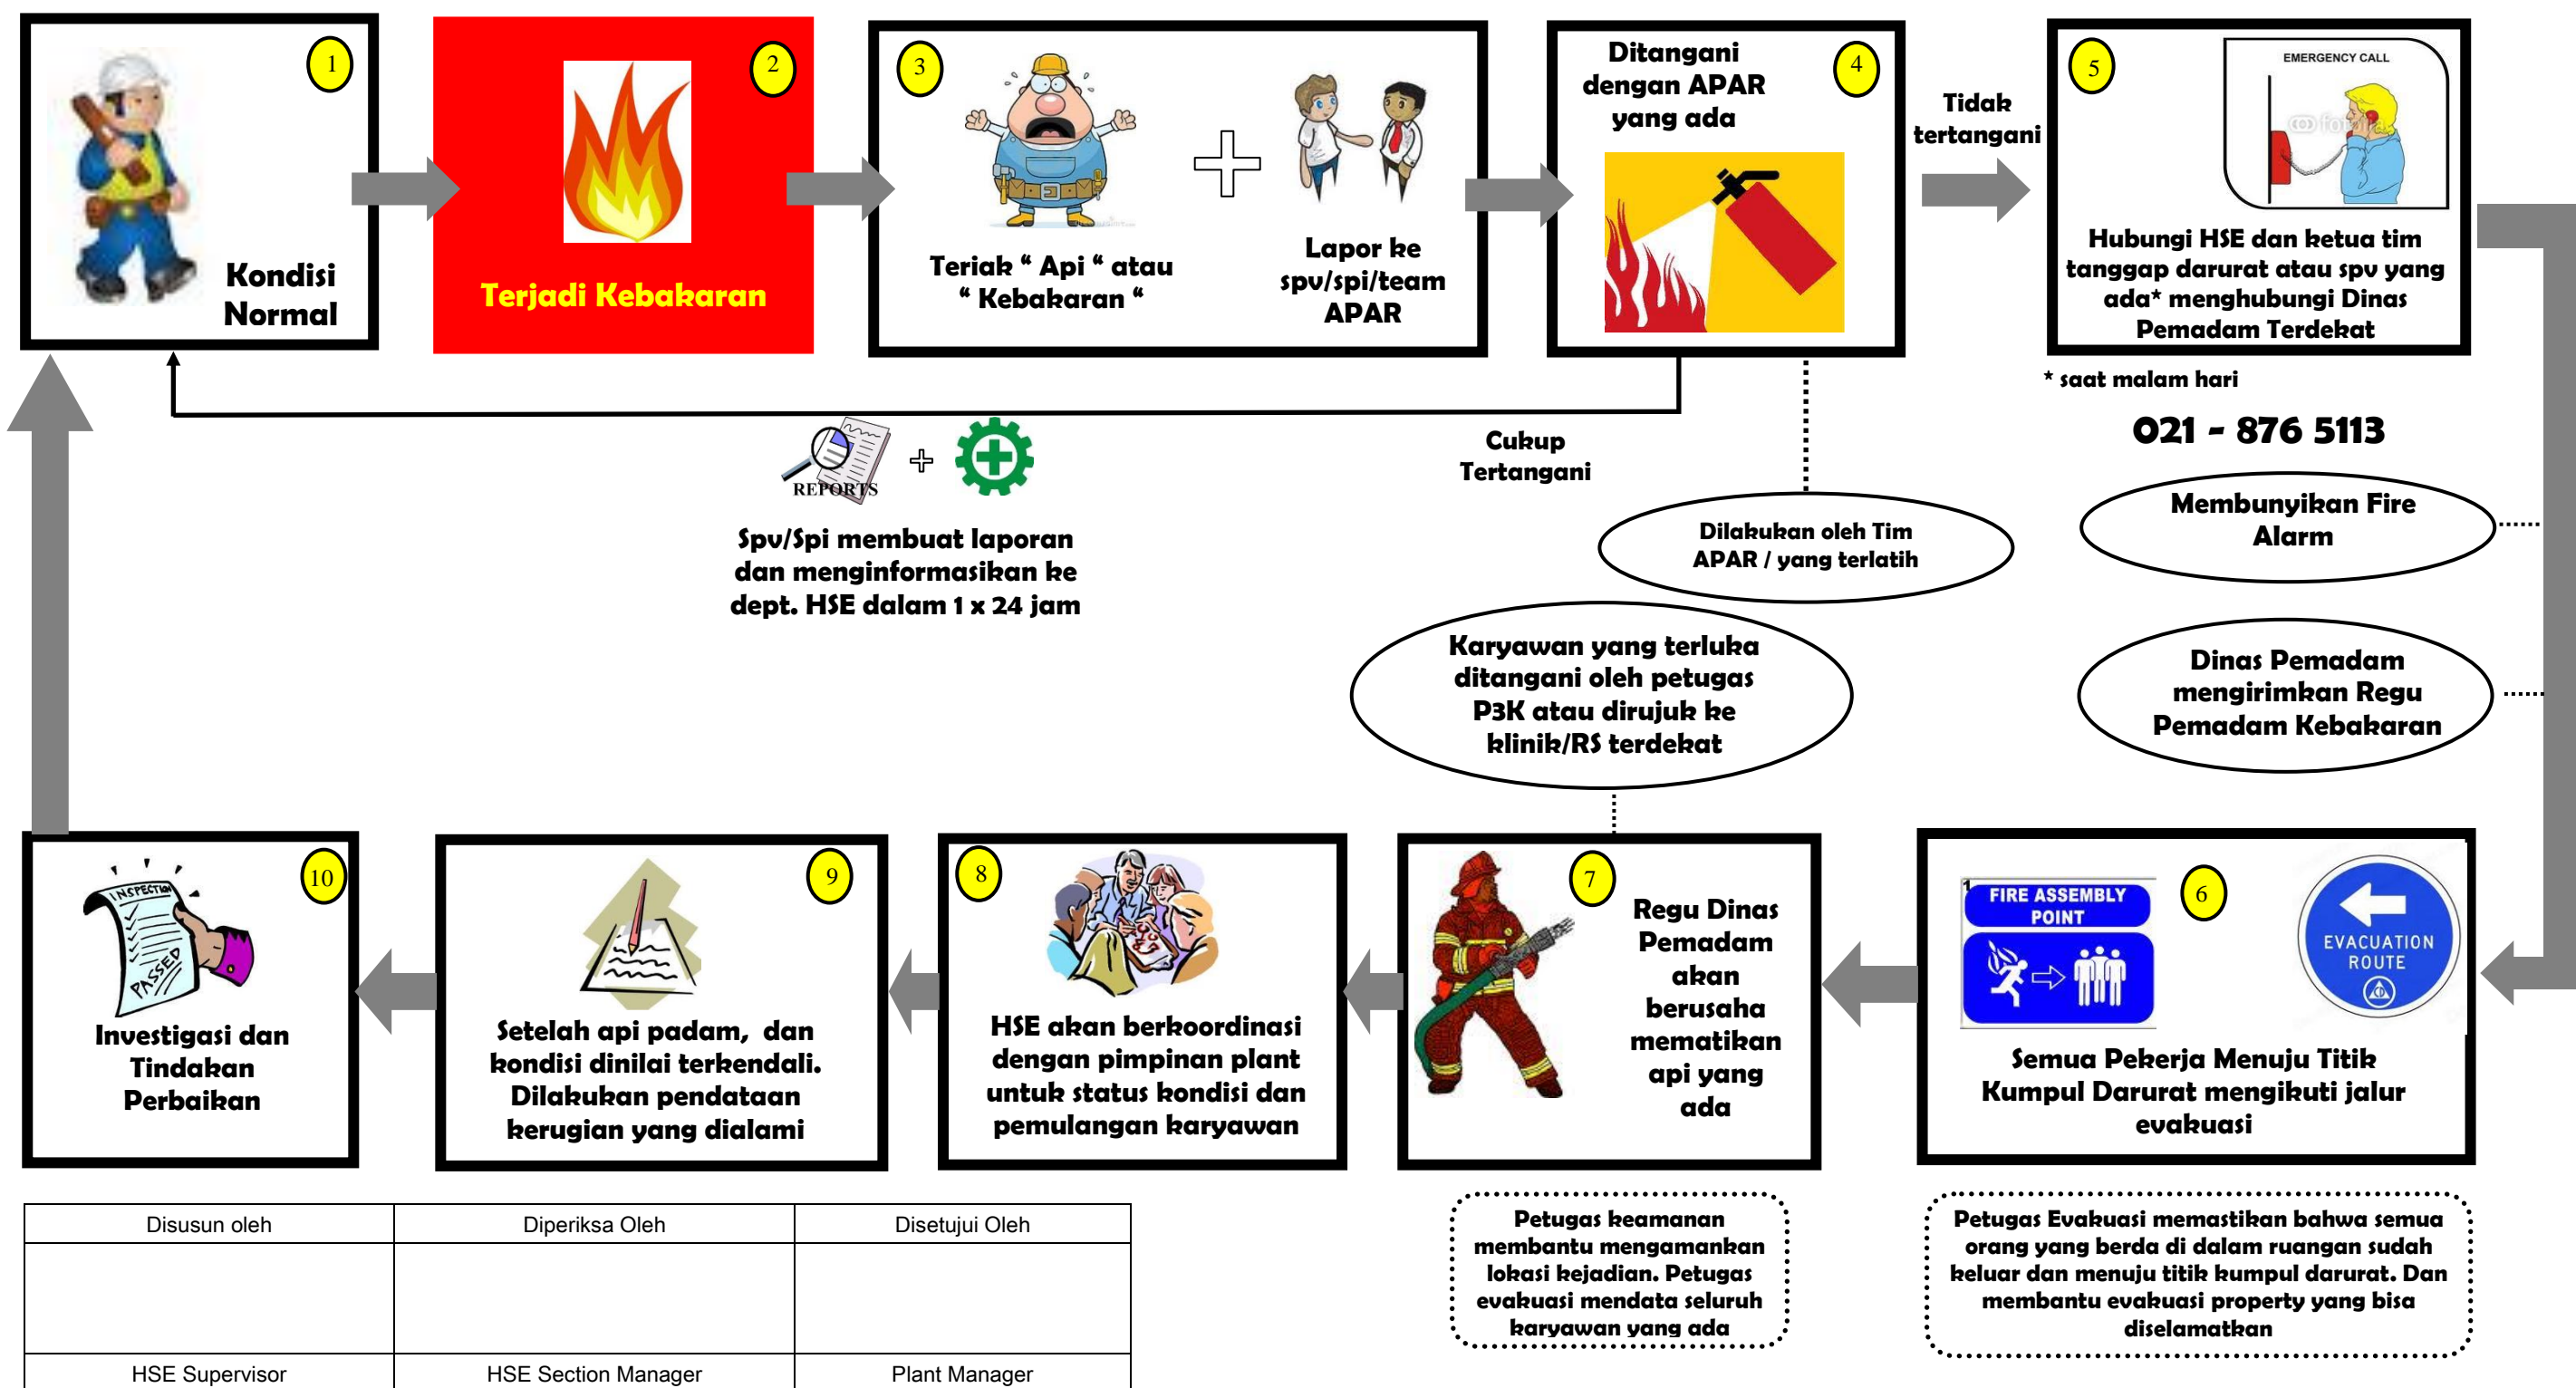 1
Kondisi
Normal
2
Terjadi Kebakaran
3
Teriak “ Api “ atau
“ Kebakaran “
Lapor ke
spv/spi/team
APAR
Ditangani
dengan APAR
yang ada
4
Tidak
tertangani
5
EMERGENCY CALL
Hubungi HSE dan ketua tim
tanggap darurat atau spv yang
ada* menghubungi Dinas
Pemadam Terdekat
* saat malam hari
021 - 876 5113
Cukup
Tertangani
REPORTS
Spv/Spi membuat laporan
dan menginformasikan ke
dept. HSE dalam 1 x 24 jam
Dilakukan oleh Tim
APAR / yang terlatih
Membunyikan Fire
Alarm
Karyawan yang terluka
ditangani oleh petugas
P3K atau dirujuk ke
klinik/RS terdekat
Dinas Pemadam
mengirimkan Regu
Pemadam Kebakaran
10
INSPECTION
PASSED
Investigasi dan
Tindakan
Perbaikan
9
Setelah api padam, dan
kondisi dinilai terkendali.
Dilakukan pendataan
kerugian yang dialami
8
HSE akan berkoordinasi
dengan pimpinan plant
untuk status kondisi dan
pemulangan karyawan
7
Regu Dinas
Pemadam
akan
berusaha
mematikan
api yang
ada
1
FIRE ASSEMBLY
POINT
6
EVACUATION
ROUTE
Semua Pekerja Menuju Titik
Kumpul Darurat mengikuti jalur
evakuasi
Petugas keamanan
membantu mengamankan
lokasi kejadian. Petugas
evakuasi mendata seluruh
karyawan yang ada
Petugas Evakuasi memastikan bahwa semua
orang yang berda di dalam ruangan sudah
keluar dan menuju titik kumpul darurat. Dan
membantu evakuasi property yang bisa
diselamatkan
Disusun oleh
Diperiksa Oleh
Disetujui Oleh
HSE Supervisor
HSE Section Manager
Plant Manager